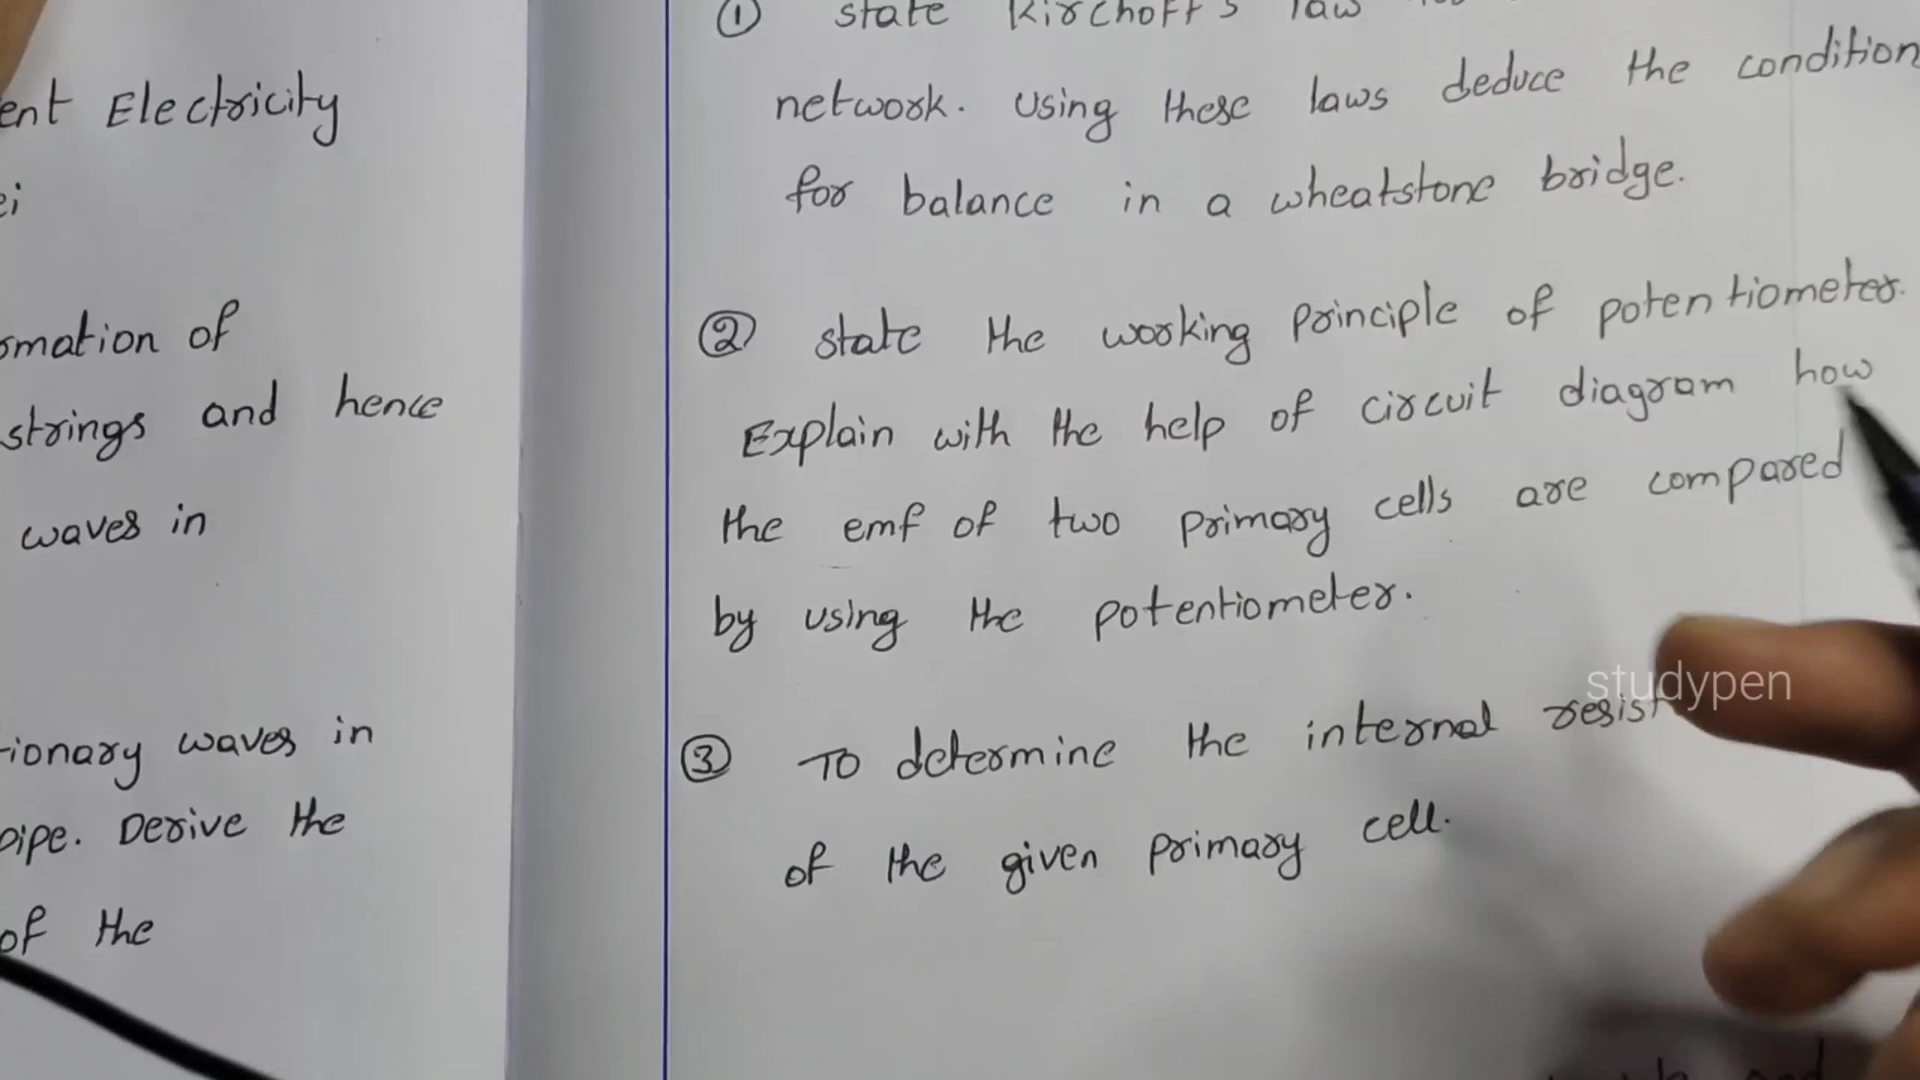 ent Electricity
ei
rmation of
strings and hence
waves in
tionary waves in
pipe. Derive the
of the
① state Kirchoff's law
network. Using these laws deduce the condition
for balance in a wheatstone bridge.
② state the working principle of potentiometer.
Explain with the help of circuit diagram how
the emf of two primary cells are compared
by using the potentiometer.
③ To determine the internal resist
of the given primary cell.
studypen